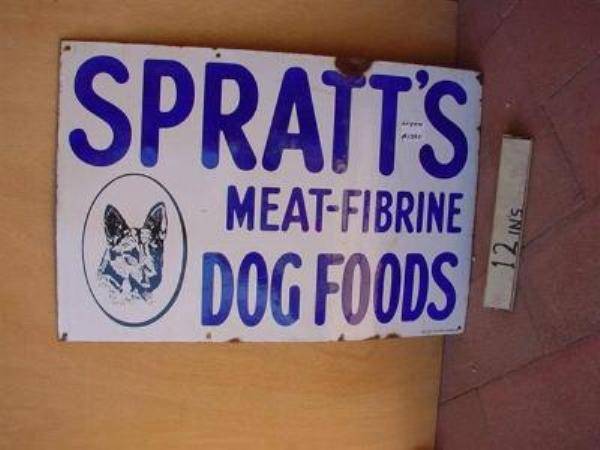 SPRATT'S
MEAT-FIBRINE
DOG FOODS
12 INS